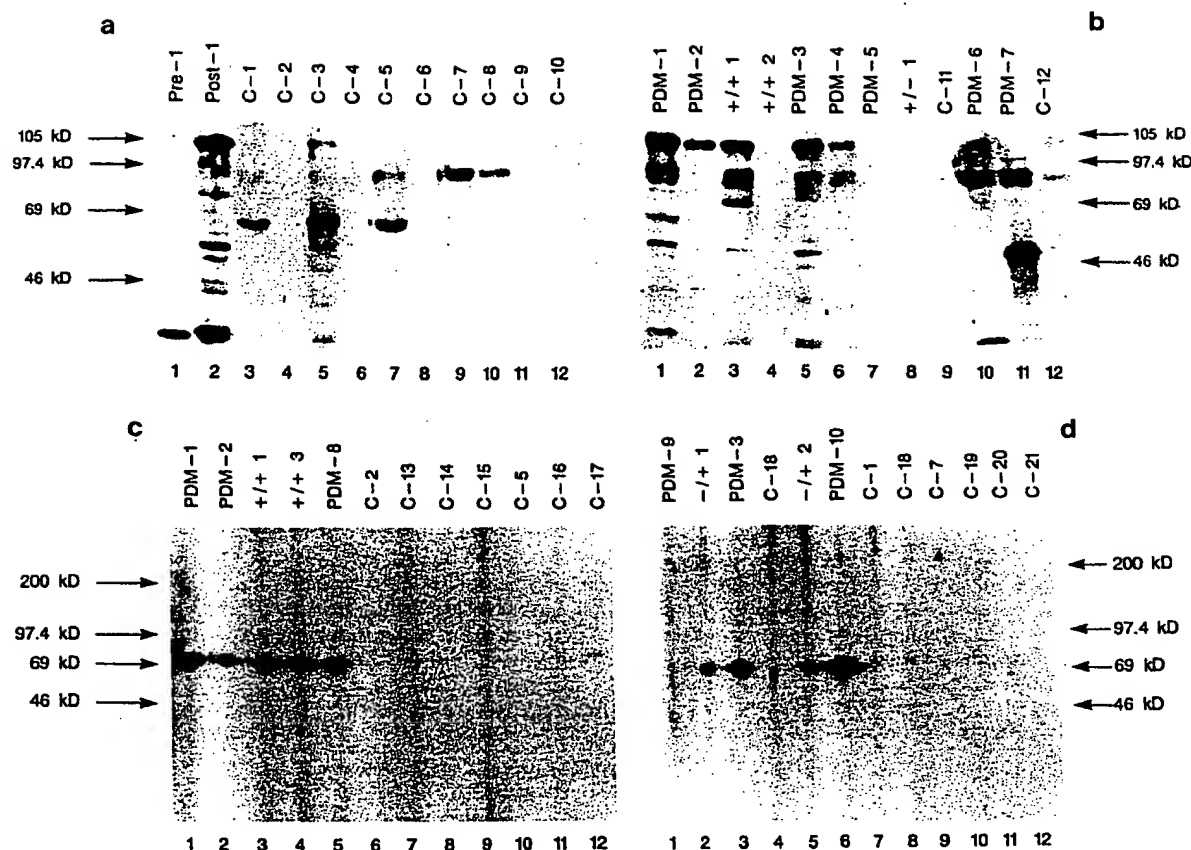 a
b
Pre-1
Post-1
C-1
C-2
C-3
C-4
C-5
C-6
C-7
C-8
C-9
C-10
PDM-1
PDM-2
+/+ 1
+/+ 2
PDM-3
PDM-4
PDM-5
+/- 1
C-11
PDM-6
PDM-7
C-12
105 kD
97.4 kD
69 kD
46 kD
105 kD
97.4 kD
69 kD
46 kD
1 2 3 4 5 6 7 8 9 10 11 12
1 2 3 4 5 6 7 8 9 10 11 12
c
d
PDM-1
PDM-2
+/+ 1
+/+ 3
PDM-8
C-2
C-13
C-14
C-15
C-5
C-16
C-17
PDM-9
-/+ 1
PDM-3
C-18
-/+ 2
PDM-10
C-1
C-18
C-7
C-19
C-20
C-21
200 kD
97.4 kD
69 kD
46 kD
200 kD
97.4 kD
69 kD
46 kD
1 2 3 4 5 6 7 8 9 10 11 12
1 2 3 4 5 6 7 8 9 10 11 12